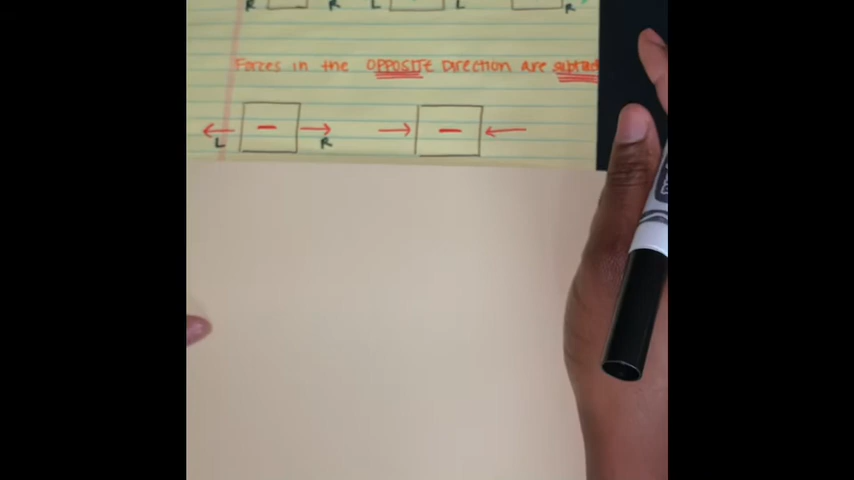 R R L L R
Forces in the OPPOSITE Direction are
- -
L R